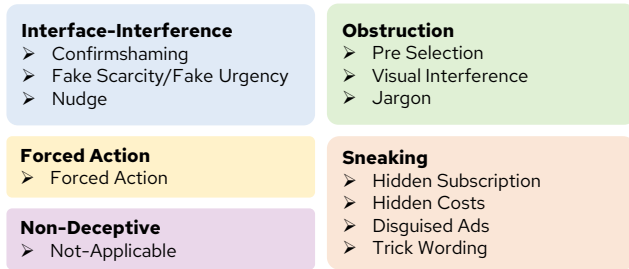 Interface-Interference
➢ Confirmshaming
➢ Fake Scarcity/Fake Urgency
➢ Nudge
Forced Action
➢ Forced Action
Non-Deceptive
➢ Not-Applicable
Obstruction
➢ Pre Selection
➢ Visual Interference
➢ Jargon
Sneaking
➢ Hidden Subscription
➢ Hidden Costs
➢ Disguised Ads
➢ Trick Wording